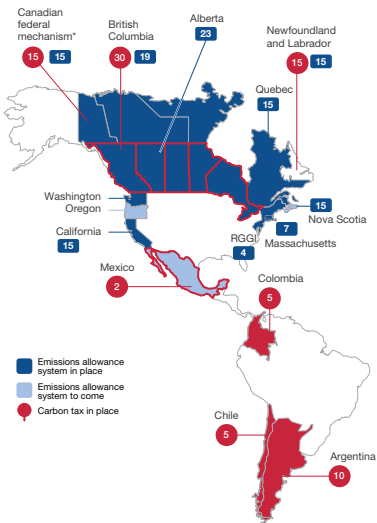 Canadian
federal
mechanism*
15 15
British
Columbia
30 19
Alberta
23
Newfoundland
and Labrador
15 15
Quebec
15
Washington
Oregon
California
15
15
Nova Scotia
7
Massachusetts
RGGI
4
Mexico
2
Colombia
5
Emissions allowance
system in place
Emissions allowance
system to come
Carbon tax in place
Chile
5
Argentina
10